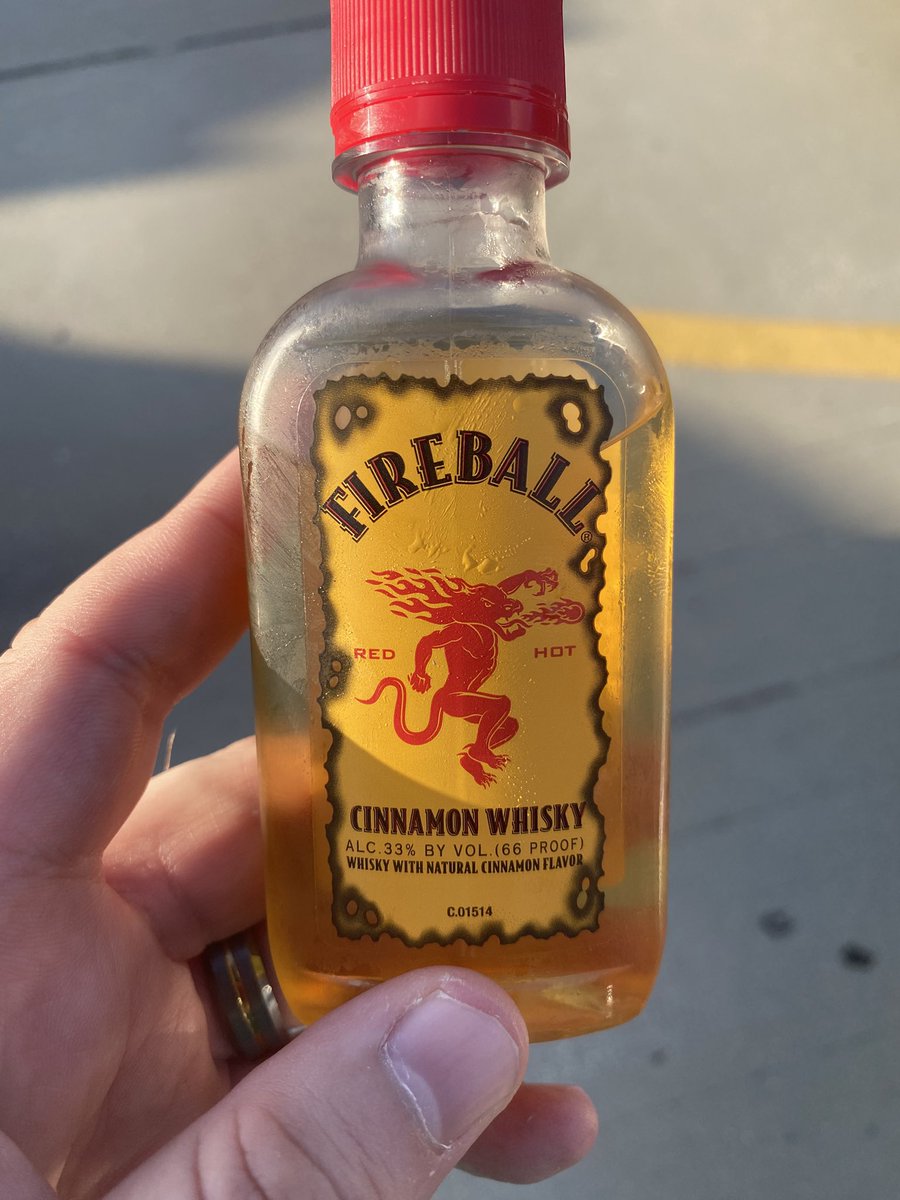 FIREBALL®
RED HOT
CINNAMON WHISKY
ALC.33% BY VOL.(66 PROOF)
WHISKY WITH NATURAL CINNAMON FLAVOR
C.01514